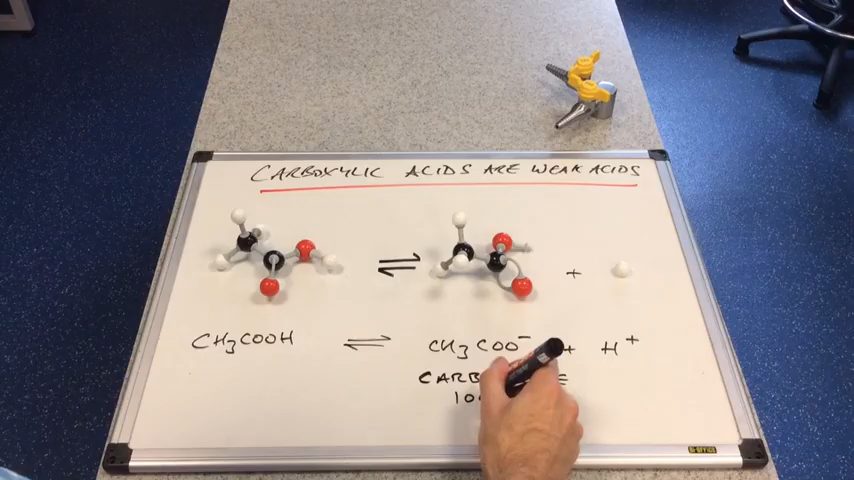 CARBOXYLIC ACIDS ARE WEAK ACIDS
+
CH₃COOH ⇌ CH₃COO⁻ + H⁺